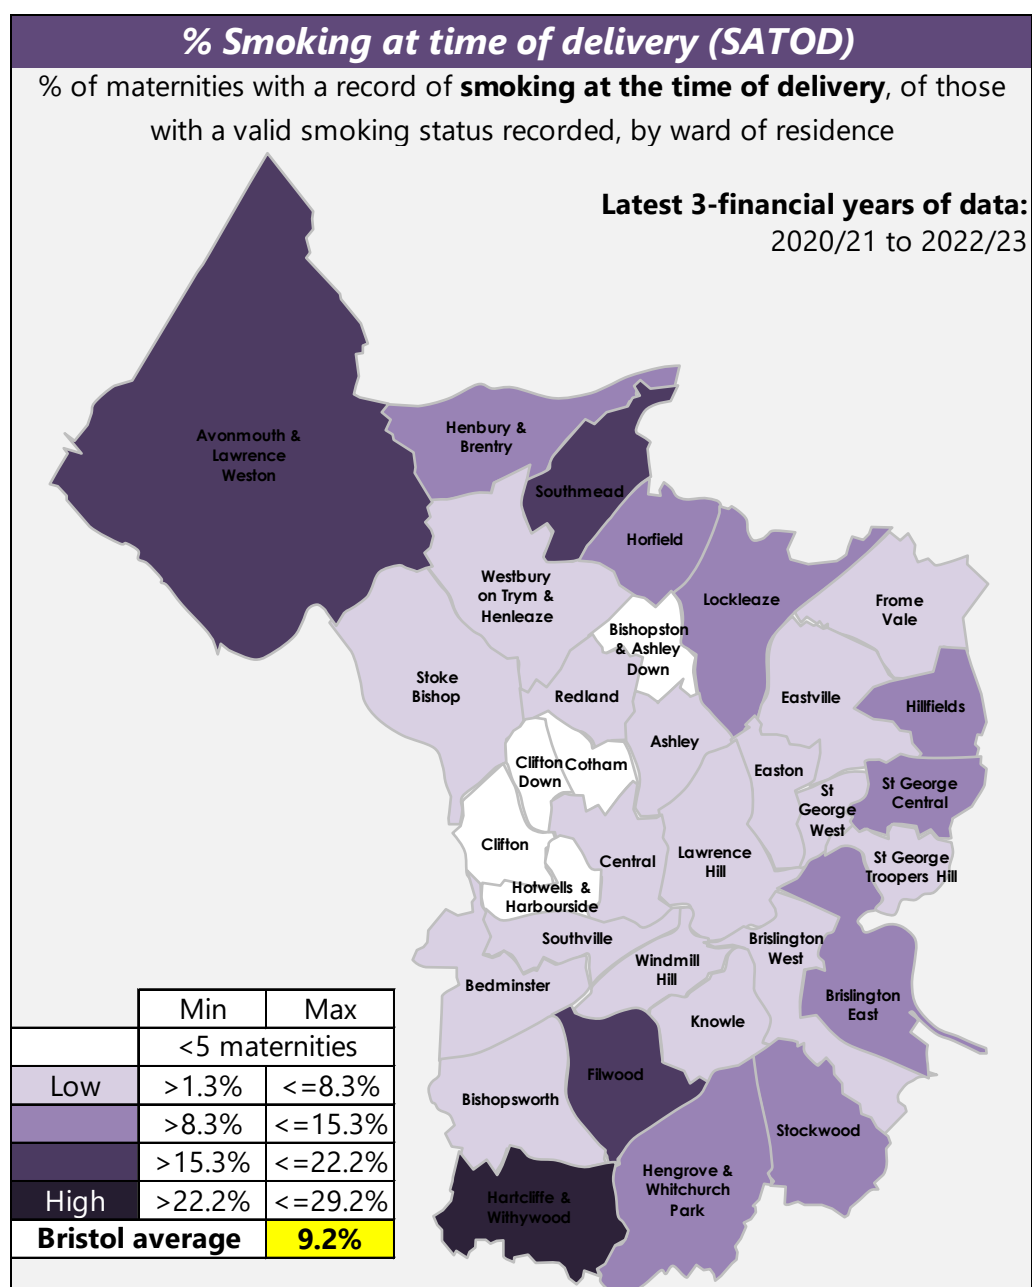 % Smoking at time of delivery (SATOD)
% of maternities with a record of smoking at the time of delivery, of those
with a valid smoking status recorded, by ward of residence
Latest 3-financial years of data:
2020/21 to 2022/23
Avonmouth &
Lawrence
Weston
Henbury &
Brentry
Southmead
Horfield
Lockleaze
Frome
Vale
Westbury
on Trym &
Henleaze
Bishopston
& Ashley
Down
Stoke
Bishop
Redland
Eastville
Hillfields
Ashley
Clifton
Down
Cotham
Easton
St George
Central
St
George
West
Clifton
Central
Lawrence
Hill
St George
Troopers Hill
Hotwells &
Harbourside
Southville
Brislington
West
Windmill
Hill
Bedminster
Brislington
East
Knowle
Filwood
Bishopsworth
Stockwood
Hengrove &
Whitchurch
Park
Hartcliffe &
Withywood
Min Max
<5 maternities
Low >1.3% <=8.3%
>8.3% <=15.3%
>15.3% <=22.2%
High >22.2% <=29.2%
Bristol average 9.2%